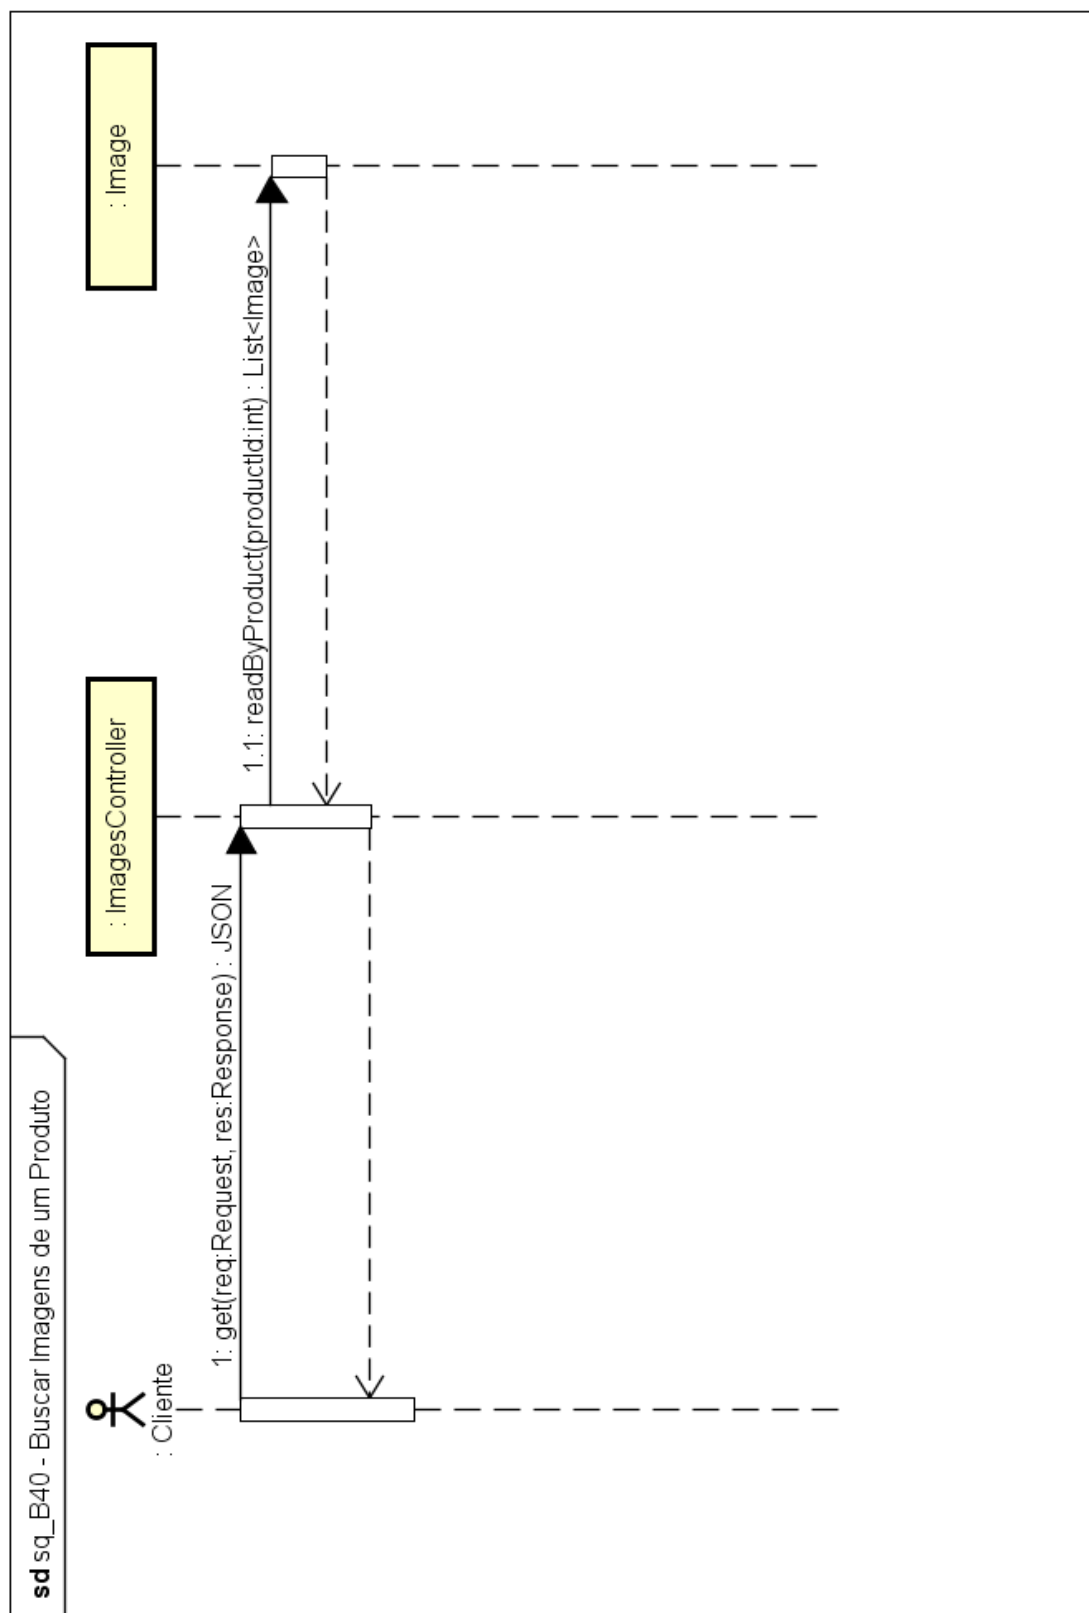 sd sq_B40 - Buscar Imagens de um Produto
: Cliente
: ImagesController
: Image
1: get(req:Request, res:Response) : JSON
1.1: readByProduct(productId:int) : List<Image>